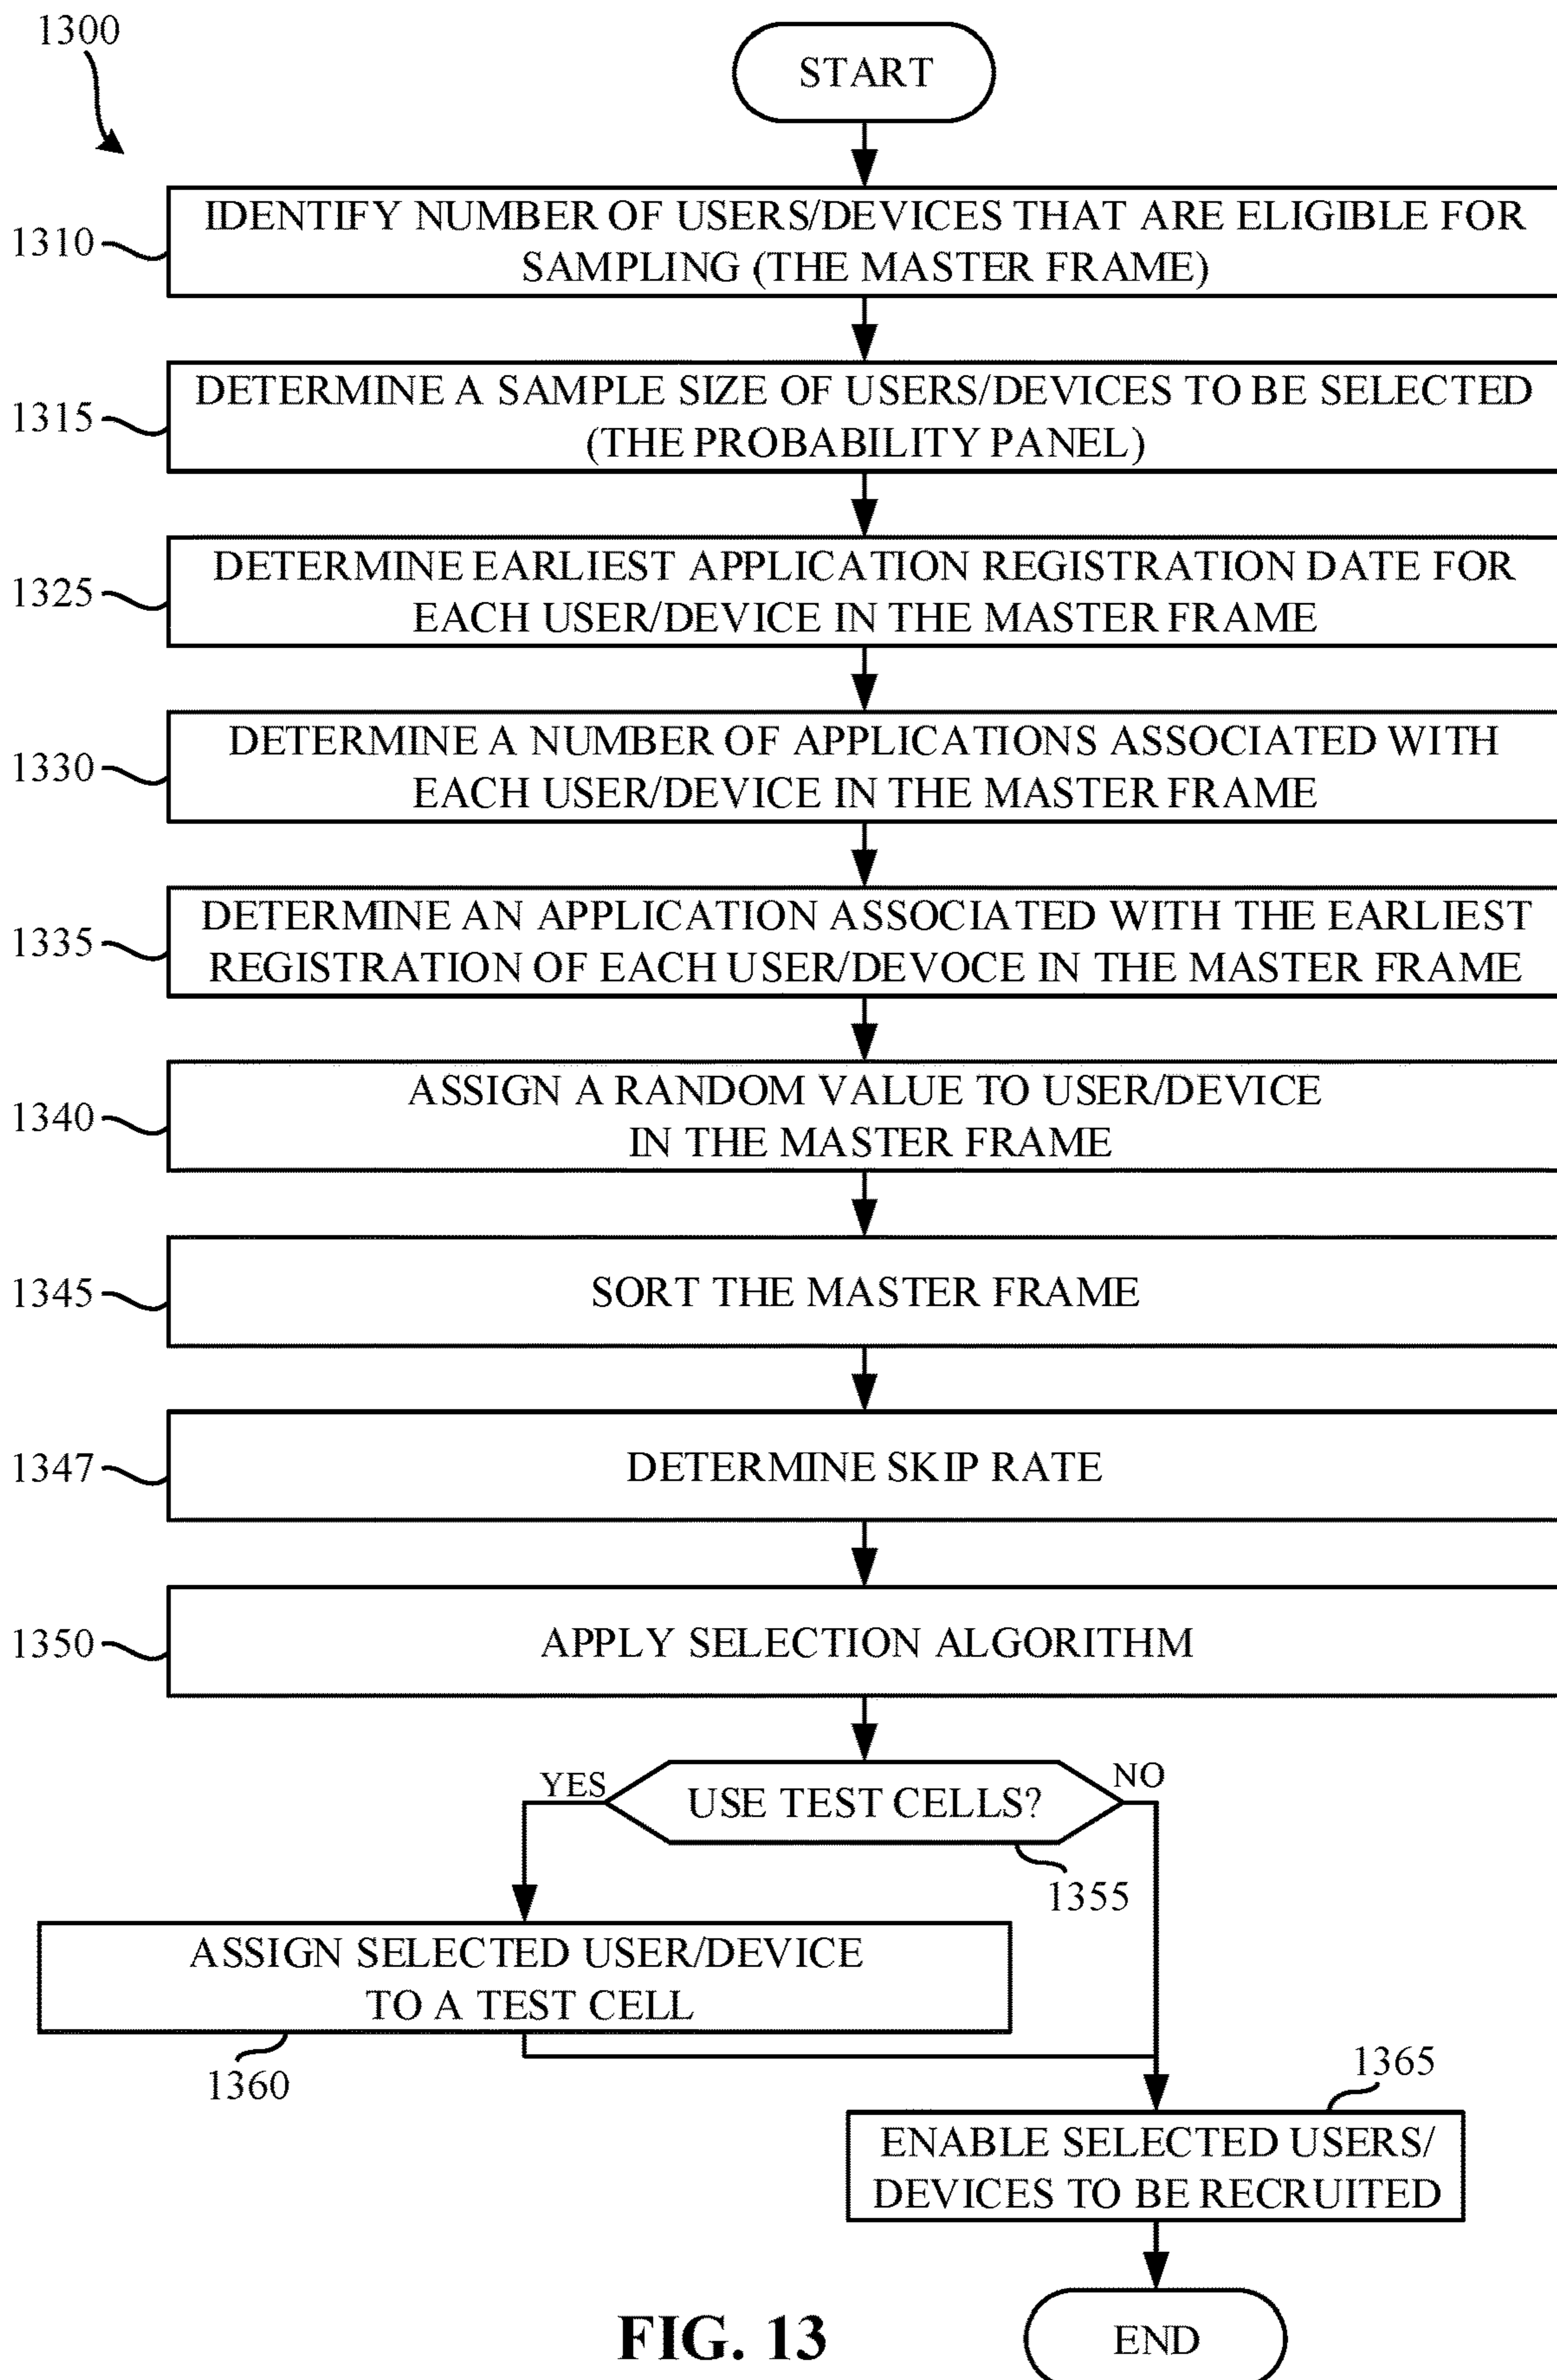 1300
START
1310
IDENTIFY NUMBER OF USERS/DEVICES THAT ARE ELIGIBLE FOR
SAMPLING (THE MASTER FRAME)
1315
DETERMINE A SAMPLE SIZE OF USERS/DEVICES TO BE SELECTED
(THE PROBABILITY PANEL)
1325
DETERMINE EARLIEST APPLICATION REGISTRATION DATE FOR
EACH USER/DEVICE IN THE MASTER FRAME
1330
DETERMINE A NUMBER OF APPLICATIONS ASSOCIATED WITH
EACH USER/DEVICE IN THE MASTER FRAME
1335
DETERMINE AN APPLICATION ASSOCIATED WITH THE EARLIEST
REGISTRATION OF EACH USER/DEVOCE IN THE MASTER FRAME
1340
ASSIGN A RANDOM VALUE TO USER/DEVICE
IN THE MASTER FRAME
1345
SORT THE MASTER FRAME
1347
DETERMINE SKIP RATE
1350
APPLY SELECTION ALGORITHM
YES
USE TEST CELLS?
NO
1355
ASSIGN SELECTED USER/DEVICE
TO A TEST CELL
1360
1365
ENABLE SELECTED USERS/
DEVICES TO BE RECRUITED
END
FIG. 13